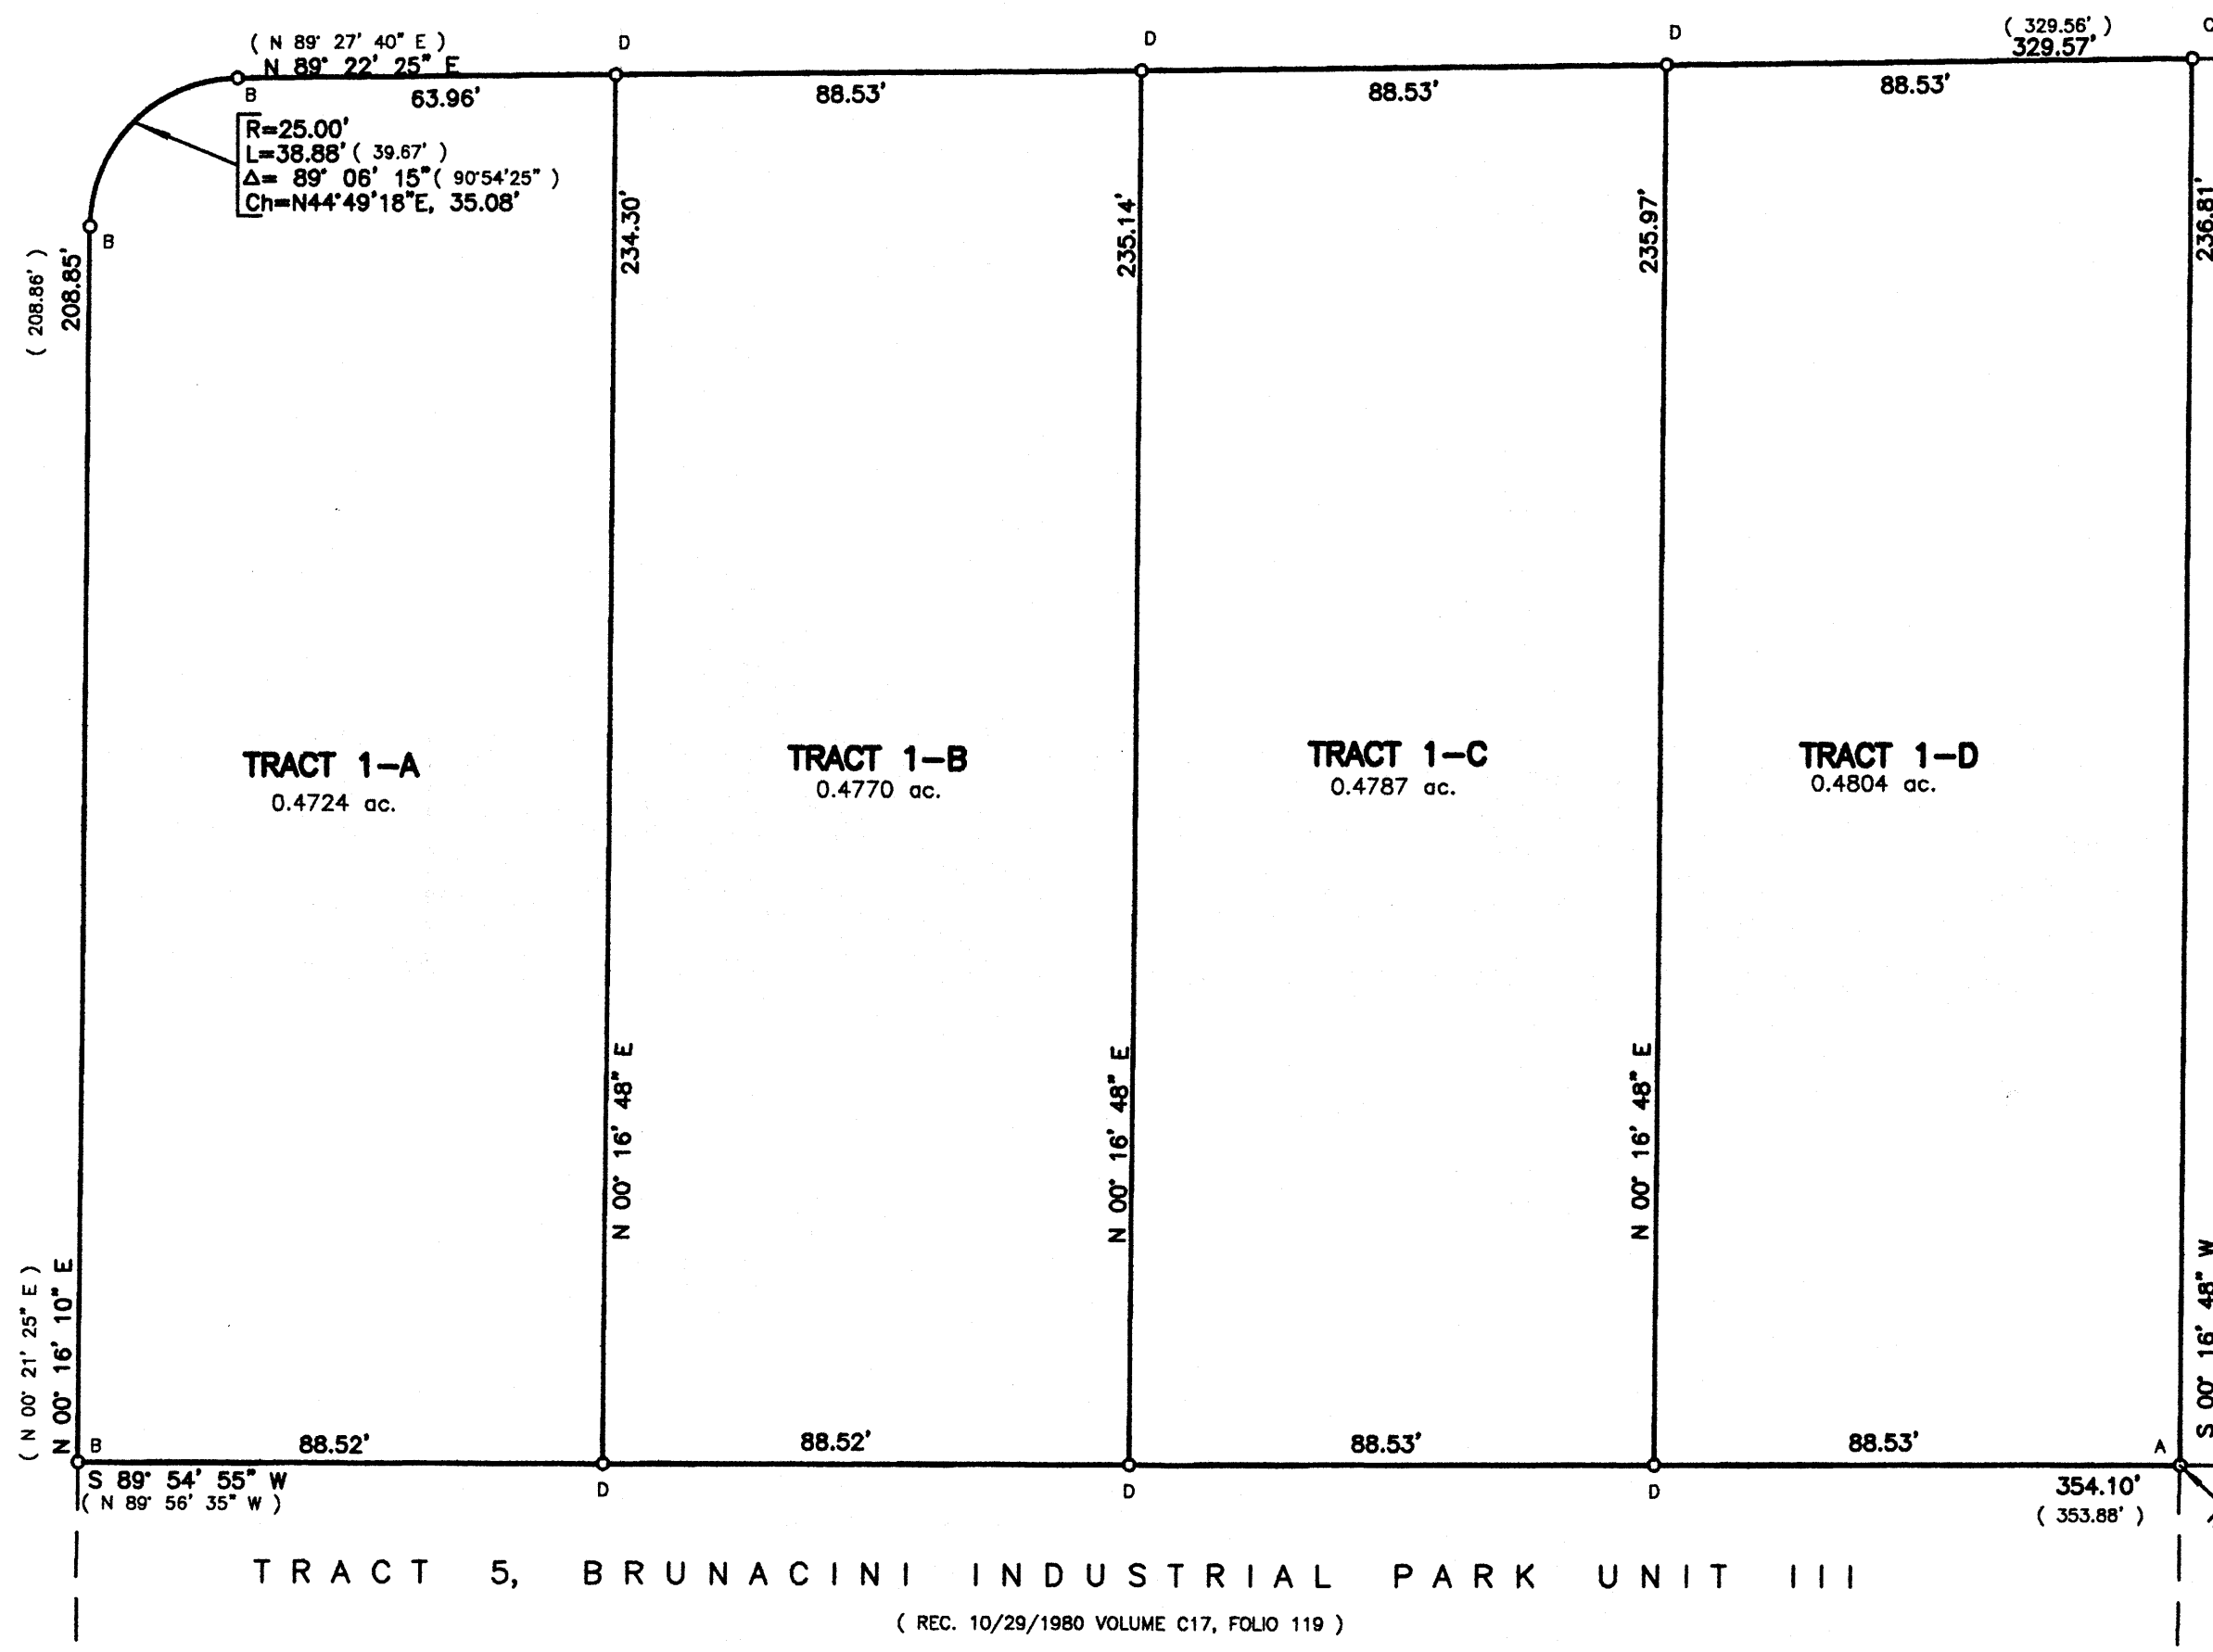 ( N 89° 27' 40" E )
N 89° 22' 25" E
63.96'
D
88.53'
D
88.53'
D
88.53'
( 329.56' )
329.57'
B
R=25.00'
L=38.88' ( 39.67' )
Δ= 89° 06' 15" ( 90°54'25" )
Ch=N44°49'18"E, 35.08'
B
( 208.86' )
208.85'
234.30'
235.14'
235.97'
236.81'
TRACT 1-A
0.4724 ac.
TRACT 1-B
0.4770 ac.
TRACT 1-C
0.4787 ac.
TRACT 1-D
0.4804 ac.
N 00° 16' 48" E
N 00° 16' 48" E
N 00° 16' 48" E
S 00° 16' 48" W
( N 00° 21' 25" E )
N 00° 16' 10" E
B
88.52'
88.52'
88.53'
88.53'
A
S 89° 54' 55" W
( N 89° 56' 35" W )
D
D
D
354.10'
( 353.88' )
TRACT 5, BRUNACINI INDUSTRIAL PARK UNIT III
( REC. 10/29/1980 VOLUME C17, FOLIO 119 )